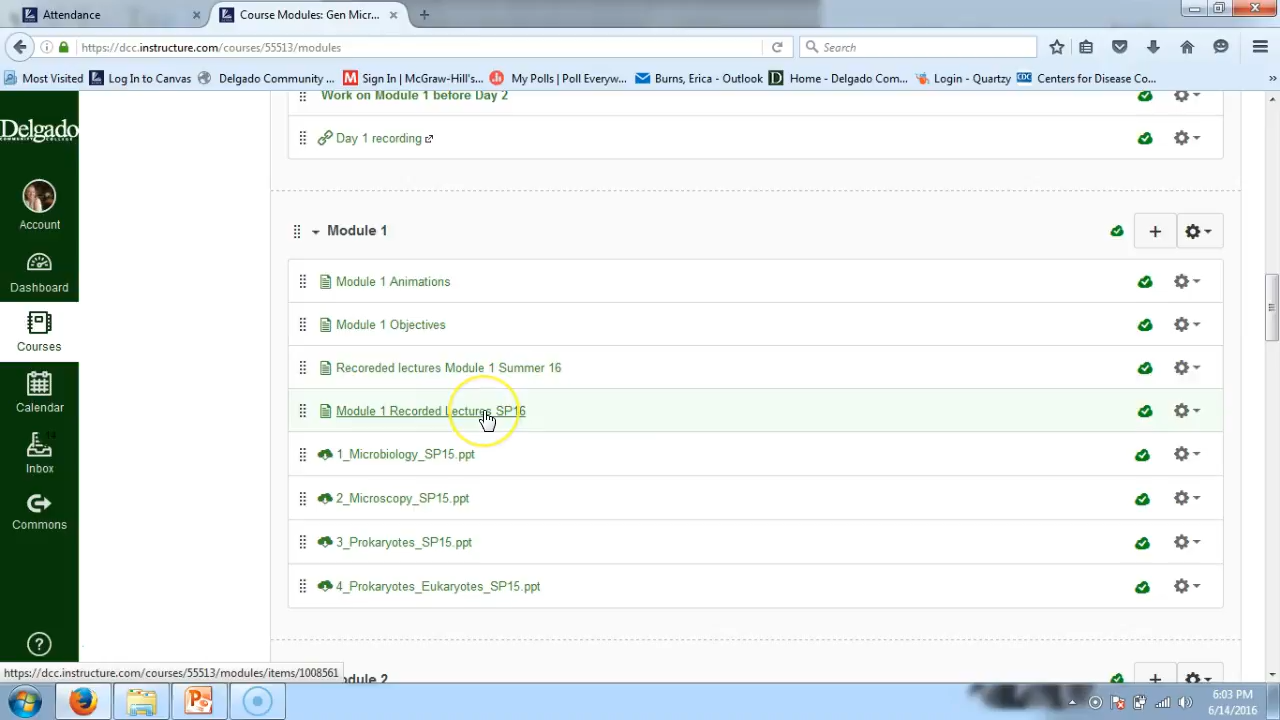 Attendance
Course Modules: Gen Micr...
https://dcc.instructure.com/courses/55513/modules
Search
Most Visited
Log In to Canvas
Delgado Community ...
Sign In | McGraw-Hill's...
My Polls | Poll Everyw...
Burns, Erica - Outlook
Home - Delgado Com...
Login - Quartzy
CDC
Centers for Disease Co...
Delgado
Account
Dashboard
Courses
Calendar
Inbox
Commons
Work on Module 1 before Day 2
Day 1 recording
Module 1
Module 1 Animations
Module 1 Objectives
Recoreded lectures Module 1 Summer 16
Module 1 Recorded Lectures SP16
1_Microbiology_SP15.ppt
2_Microscopy_SP15.ppt
3_Prokaryotes_SP15.ppt
4_Prokaryotes_Eukaryotes_SP15.ppt
https://dcc.instructure.com/courses/55513/modules/items/1008561
odule 2
6:03 PM
6/14/2016